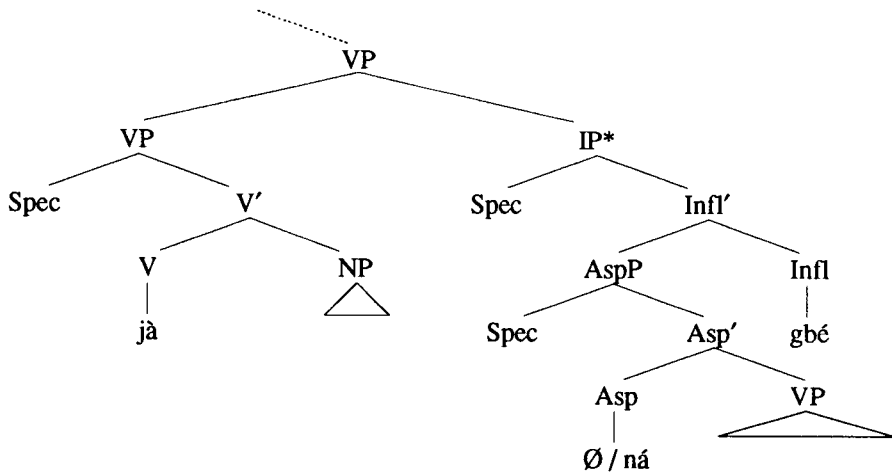 VP
VP IP*
Spec V′ Spec Infl′
V NP AspP Infl
jà Spec Asp′ gbé
Asp VP
Ø / ná